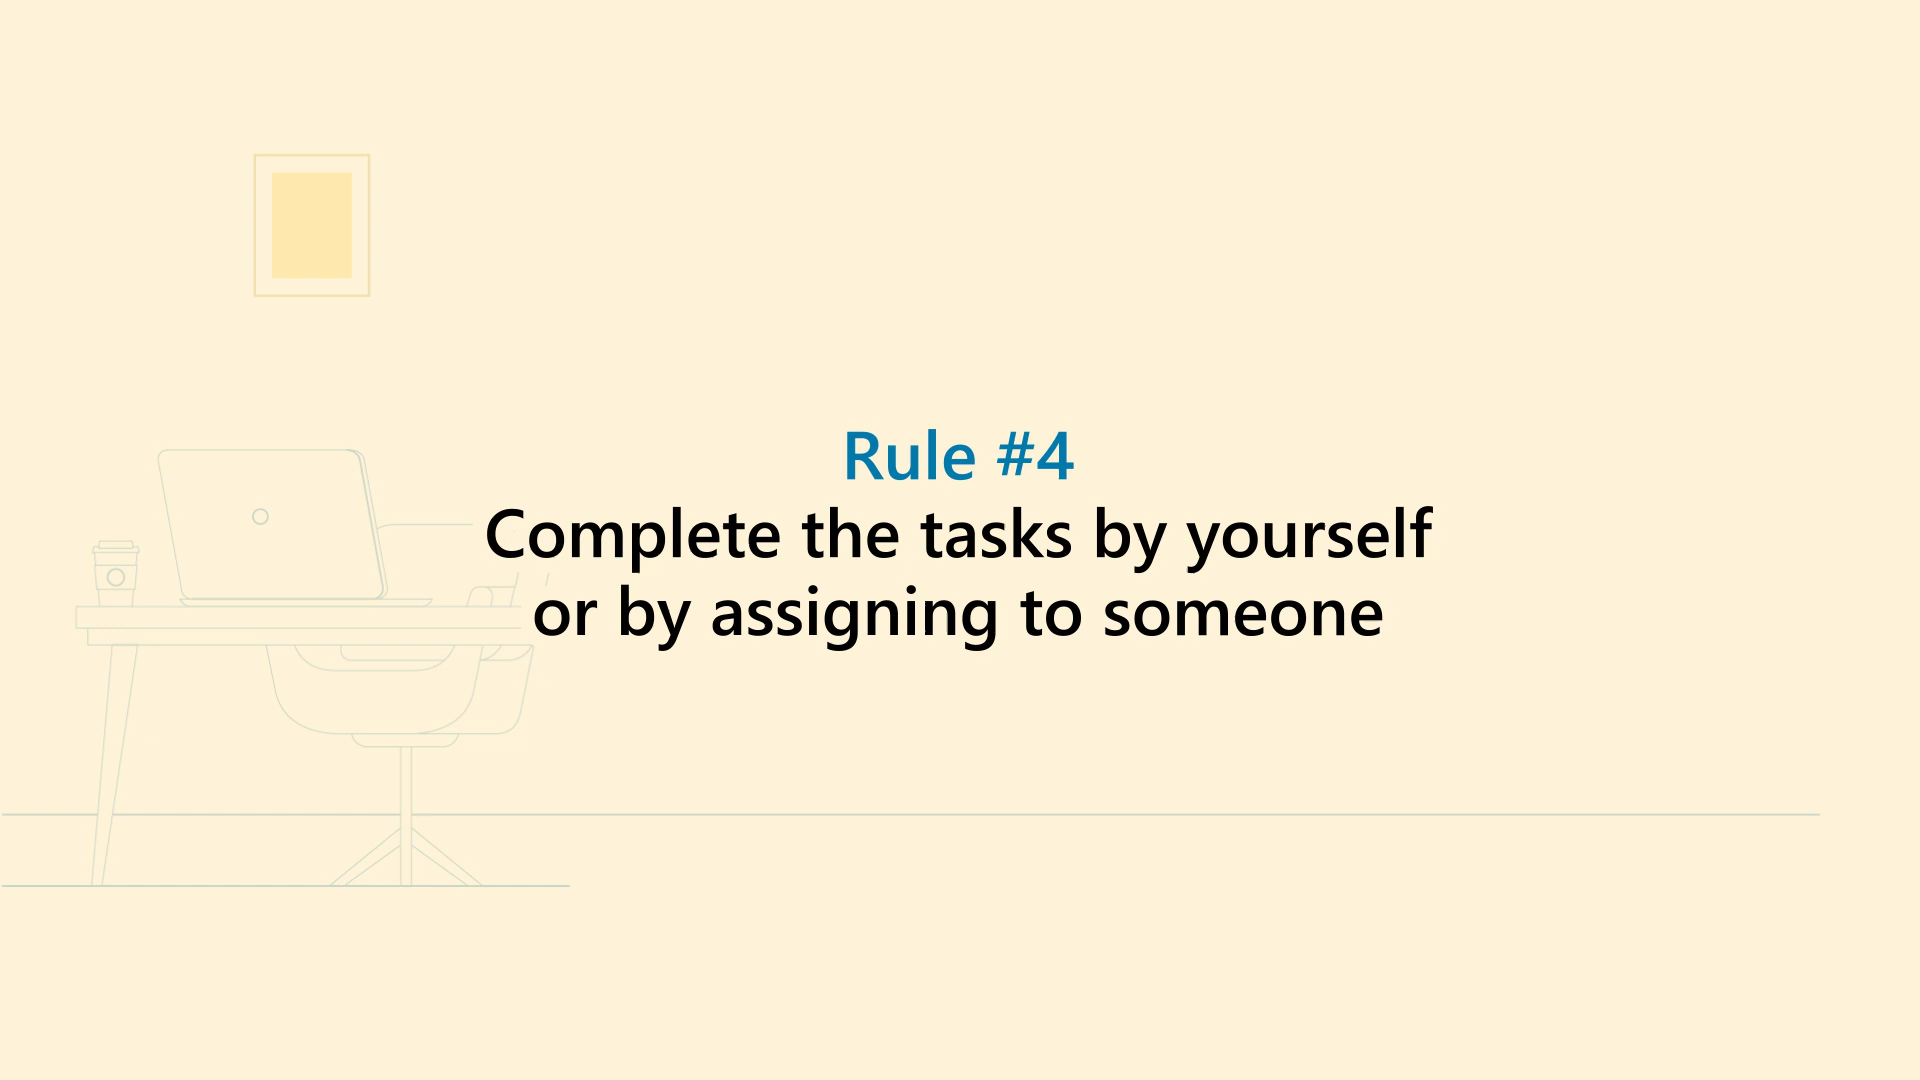 Rule #4
Complete the tasks by yourself
or by assigning to someone